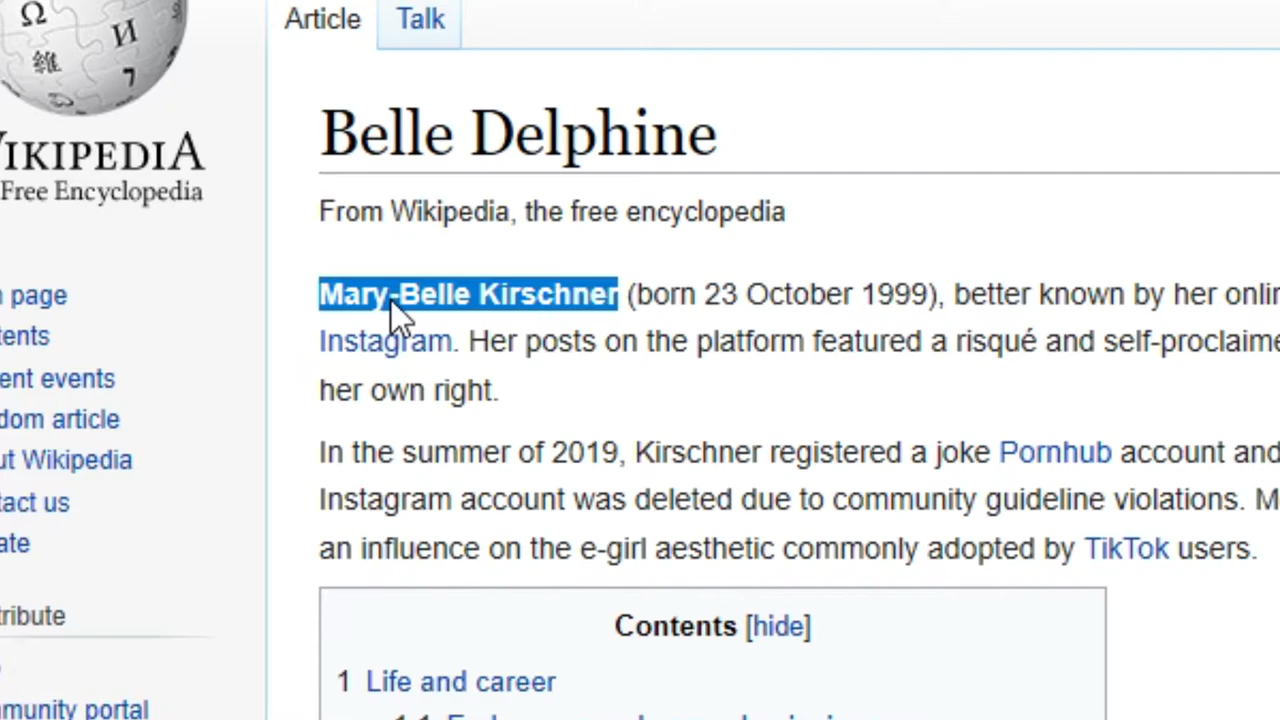 Article Talk
Ω И
維 ר
WIKIPEDIA
Free Encyclopedia
Belle Delphine
From Wikipedia, the free encyclopedia
Mary-Belle Kirschner (born 23 October 1999), better known by her onlin
Instagram. Her posts on the platform featured a risqué and self-proclaime
her own right.
In the summer of 2019, Kirschner registered a joke Pornhub account and
Instagram account was deleted due to community guideline violations. M
an influence on the e-girl aesthetic commonly adopted by TikTok users.
Contents [hide]
1 Life and career
page
tents
ent events
dom article
ut Wikipedia
tact us
ate
tribute
munity portal